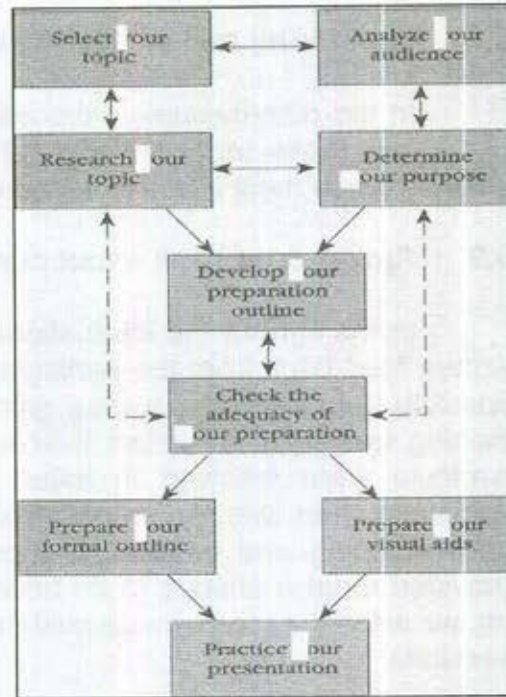 Select our
topic
Analyze our
audience
Research our
topic
Determine
our purpose
Develop our
preparation
outline
Check the
adequacy of
our preparation
Prepare our
formal outline
Prepare our
visual aids
Practice our
presentation